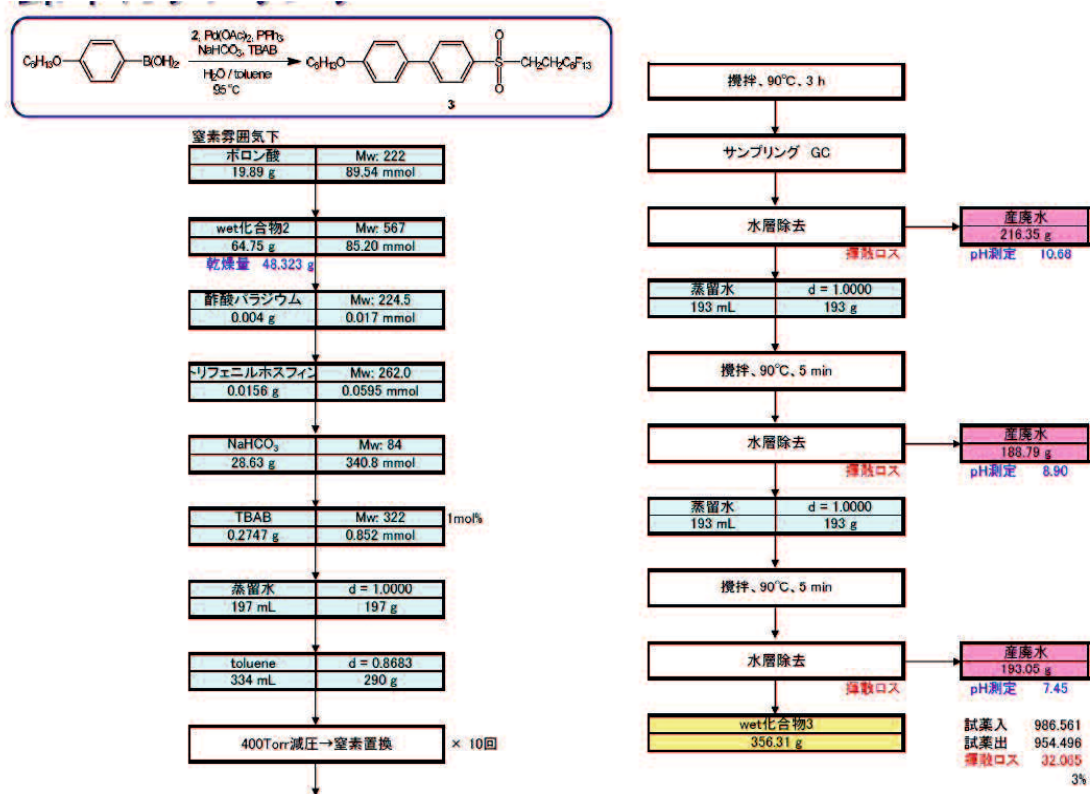 2, Pd(OAc)2, PPh3
NaHCO3, TBAB
H2O / toluene
95℃
C6H13O
B(OH)2
C6H13O
O
S
O
CH2CH2C6F13
3
窒素雰囲気下
ボロン酸 Mw: 222
19.89 g 89.54 mmol
wet化合物2 Mw: 567
64.75 g 85.20 mmol
乾燥量 48.323 g
酢酸パラジウム Mw: 224.5
0.004 g 0.017 mmol
トリフェニルホスフィン Mw: 262.0
0.0156 g 0.0595 mmol
NaHCO3 Mw: 84
28.63 g 340.8 mmol
TBAB Mw: 322 1mol%
0.2747 g 0.852 mmol
蒸留水 d = 1.0000
197 mL 197 g
toluene d = 0.8683
334 mL 290 g
400Torr減圧→窒素置換 × 10回
攪拌、90℃、3 h
サンプリング GC
水層除去
揮散ロス
産廃水
216.35 g
pH測定 10.68
蒸留水 d = 1.0000
193 mL 193 g
攪拌、90℃、5 min
水層除去
揮散ロス
産廃水
188.79 g
pH測定 8.90
蒸留水 d = 1.0000
193 mL 193 g
攪拌、90℃、5 min
水層除去
揮散ロス
産廃水
193.05 g
pH測定 7.45
wet化合物3
356.31 g
試薬入 986.561
試薬出 954.496
揮散ロス 32.065
3%